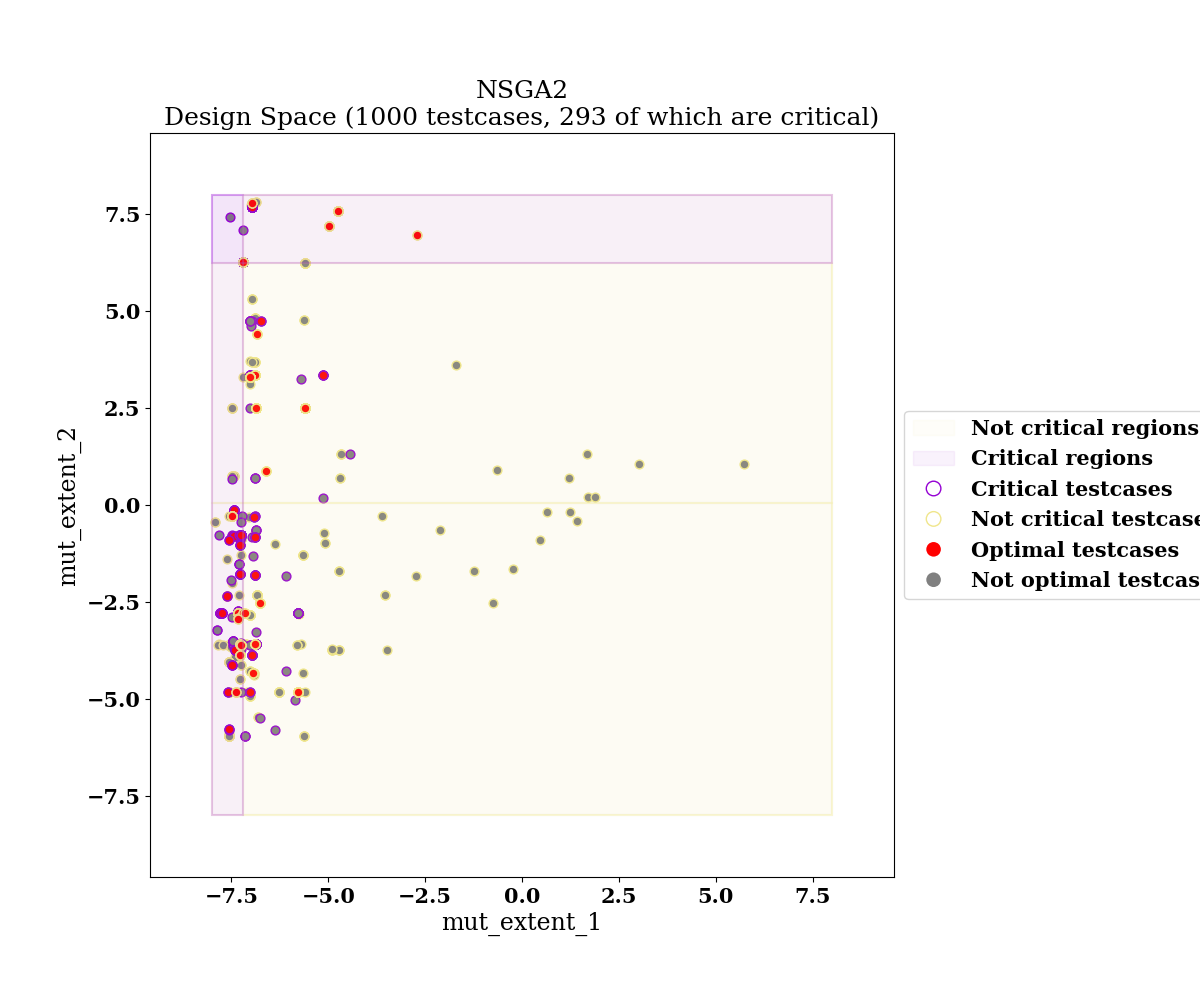 NSGA2
Design Space (1000 testcases, 293 of which are critical)
7.5
5.0
2.5
0.0
−2.5
−5.0
−7.5
mut_extent_2
−7.5 −5.0 −2.5 0.0 2.5 5.0 7.5
mut_extent_1
Not critical regions
Critical regions
Critical testcases
Not critical testcase
Optimal testcases
Not optimal testcas